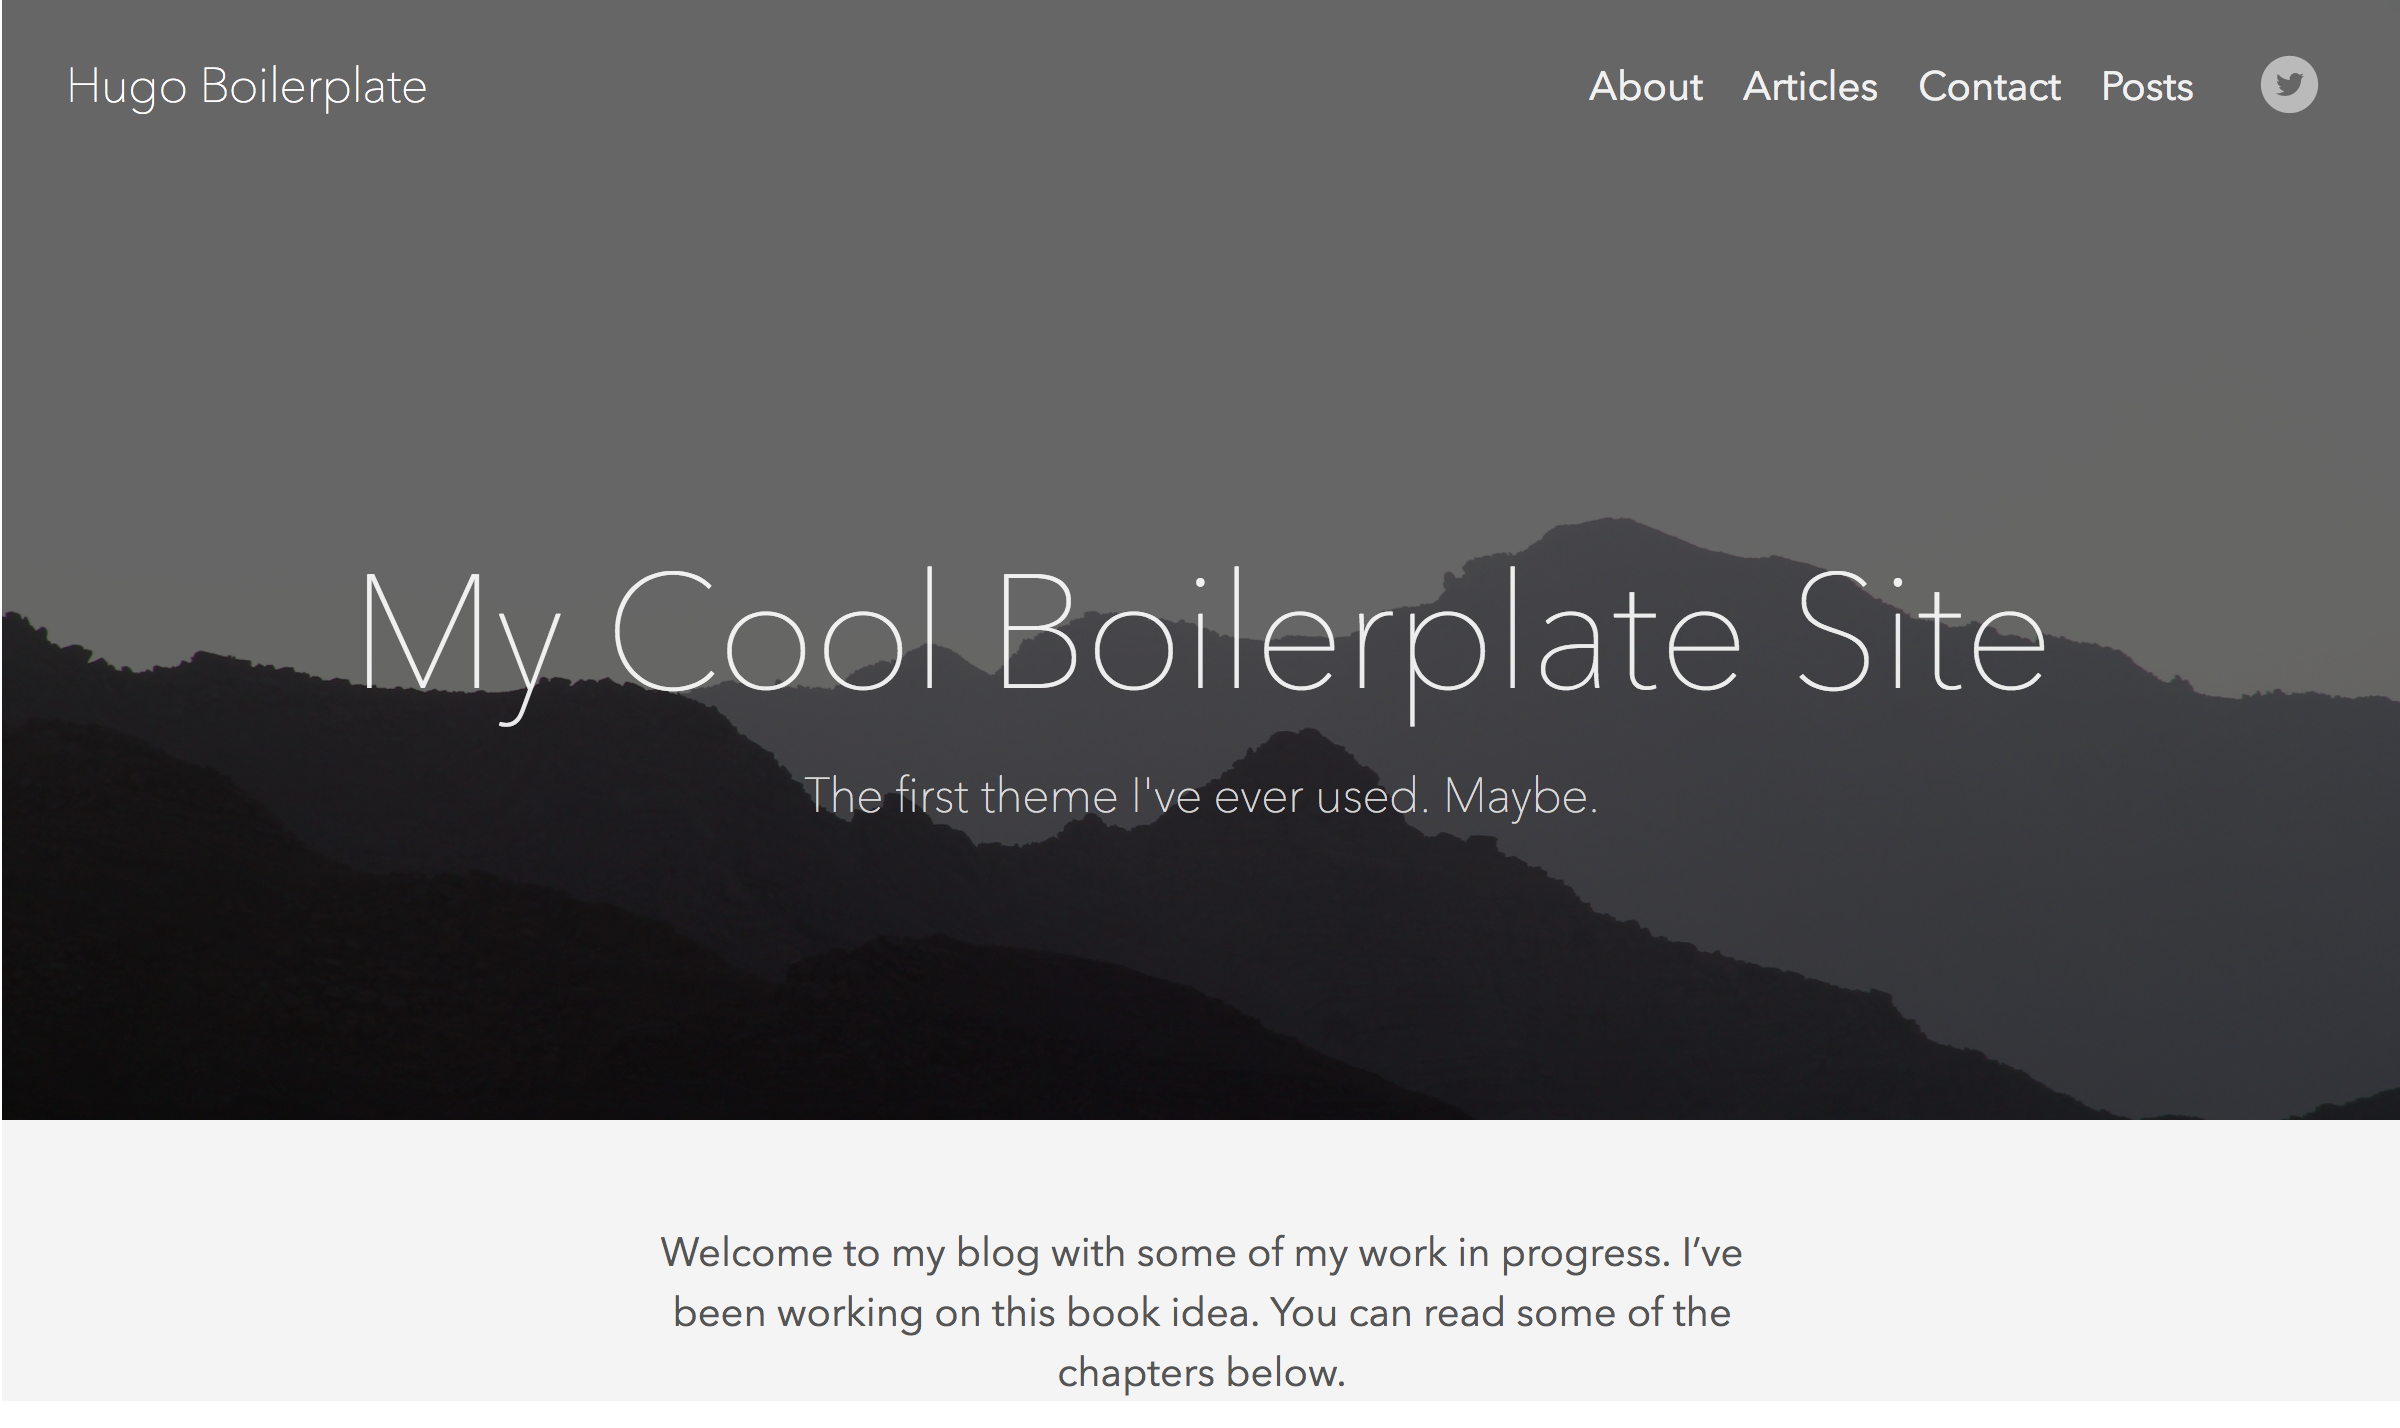 Hugo Boilerplate
About Articles Contact Posts
My Cool Boilerplate Site
The first theme I've ever used. Maybe.
Welcome to my blog with some of my work in progress. I’ve
been working on this book idea. You can read some of the
chapters below.